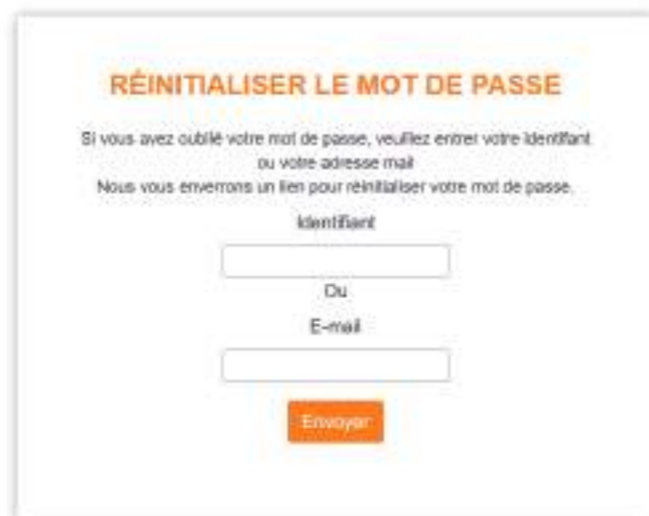 RÉINITIALISER LE MOT DE PASSE
Si vous avez oublié votre mot de passe, veuillez entrer votre identifiant
ou votre adresse mail
Nous vous enverrons un lien pour réinitialiser votre mot de passe.
Identifiant
Ou
E-mail
Envoyer